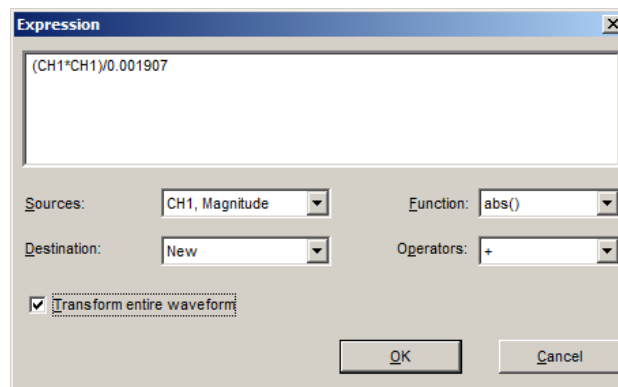 Expression
(CH1*CH1)/0.001907
Sources: CH1, Magnitude Function: abs()
Destination: New Operators: +
Transform entire waveform
OK Cancel